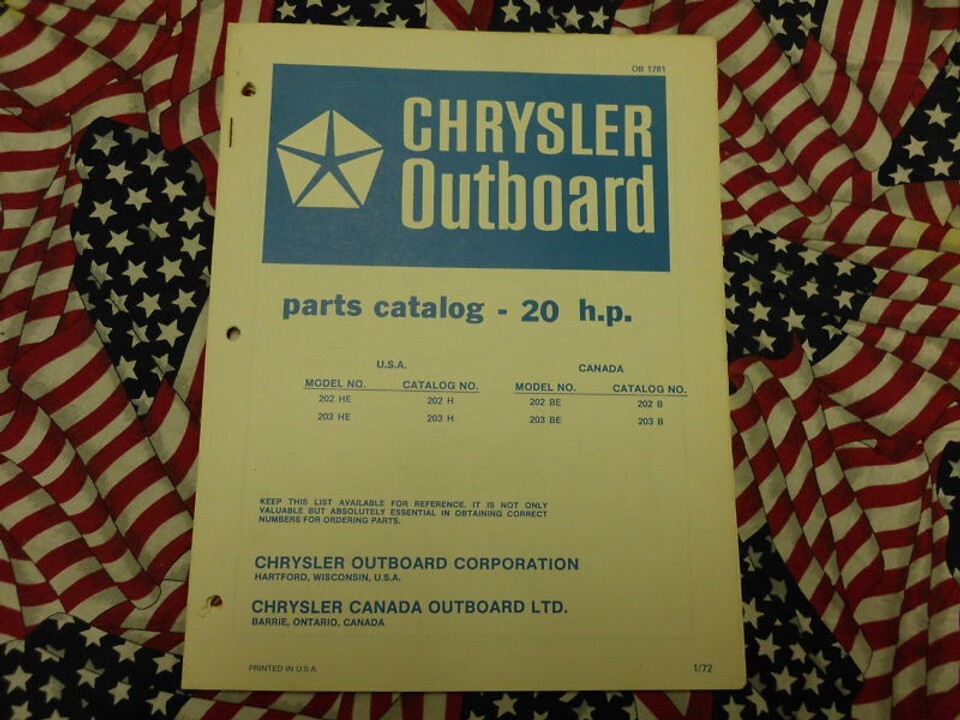 OB 1781
CHRYSLER
Outboard
parts catalog - 20 h.p.
U.S.A. CANADA
MODEL NO. CATALOG NO. MODEL NO. CATALOG NO.
202 HE 202 H 202 BE 202 B
203 HE 203 H 203 BE 203 B
KEEP THIS LIST AVAILABLE FOR REFERENCE. IT IS NOT ONLY
VALUABLE BUT ABSOLUTELY ESSENTIAL IN OBTAINING CORRECT
NUMBERS FOR ORDERING PARTS.
CHRYSLER OUTBOARD CORPORATION
HARTFORD, WISCONSIN, U.S.A.
CHRYSLER CANADA OUTBOARD LTD.
BARRIE, ONTARIO, CANADA
PRINTED IN U.S.A. 1/72